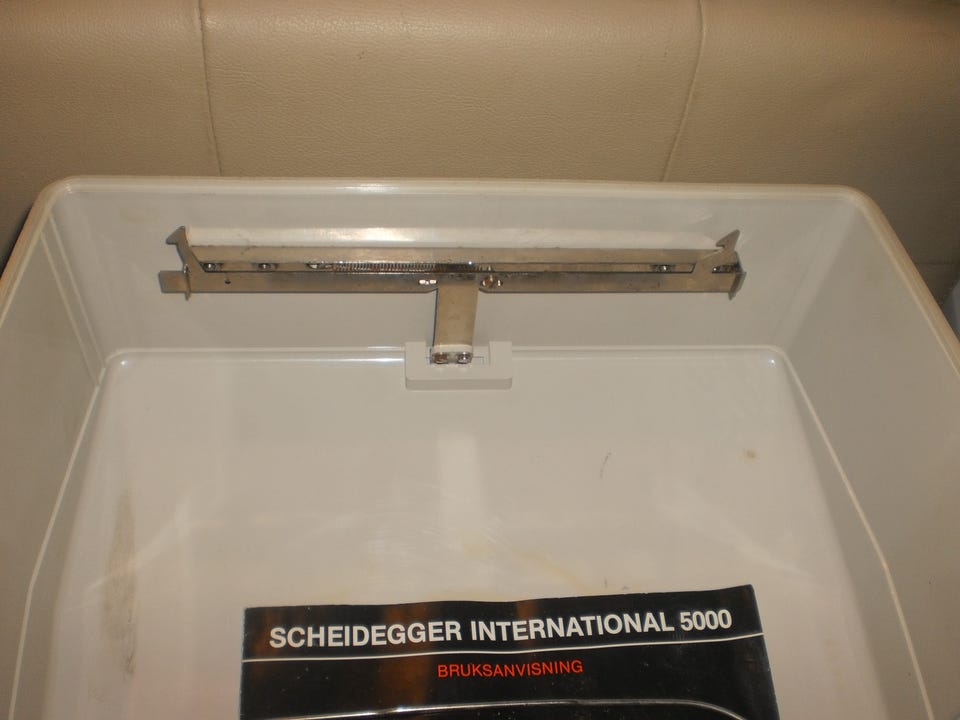 SCHEIDEGGER INTERNATIONAL 5000
BRUKSANVISNING